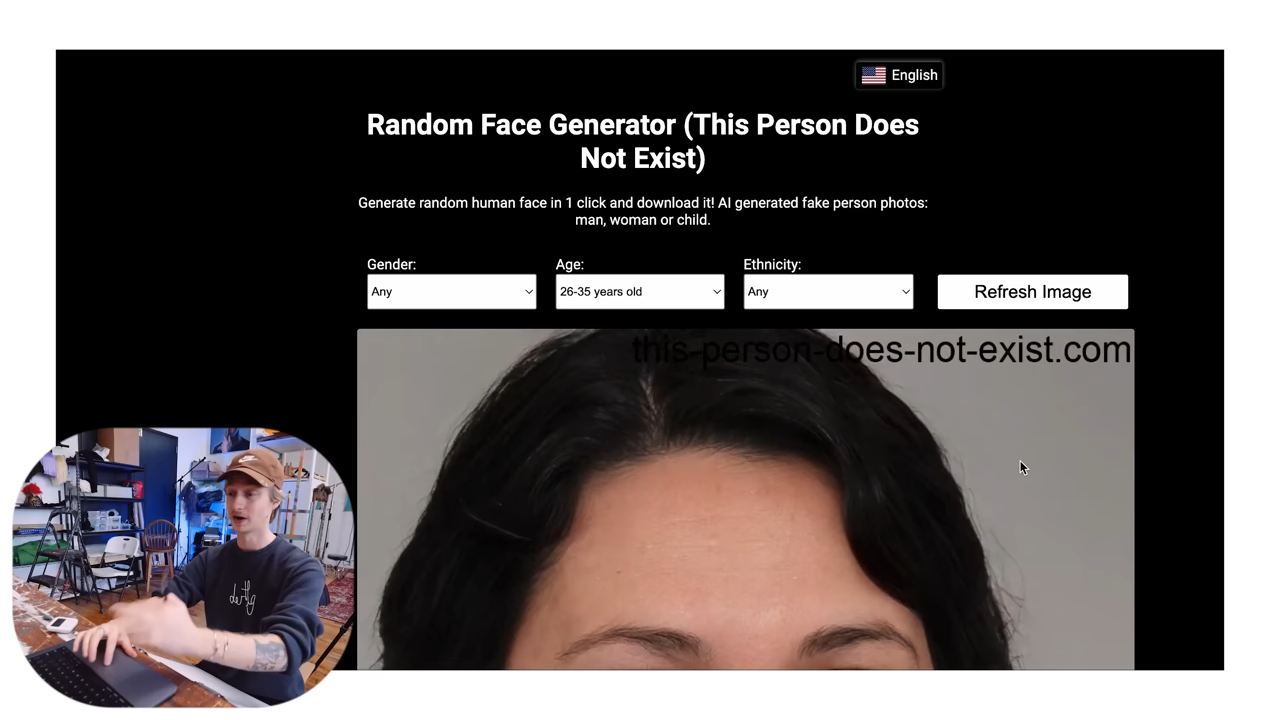 English
Random Face Generator (This Person Does
Not Exist)
Generate random human face in 1 click and download it! AI generated fake person photos:
man, woman or child.
Gender:
Age:
Ethnicity:
Any
26-35 years old
Any
Refresh Image
this-person-does-not-exist.com